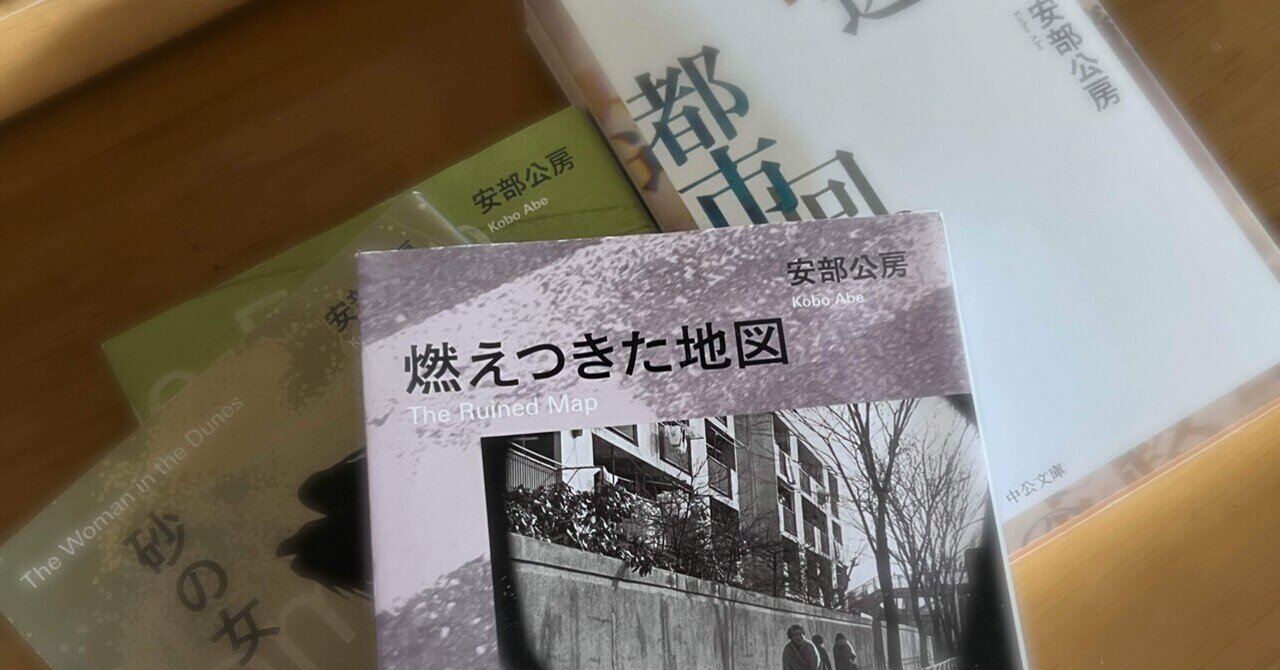 安部公房
Kobo Abe
燃えつきた地図
The Ruined Map
安部公房
Kobo Abe
安
The Woman in the Dunes
砂の女
安部公房
Kobo Abe
都市
中公文庫